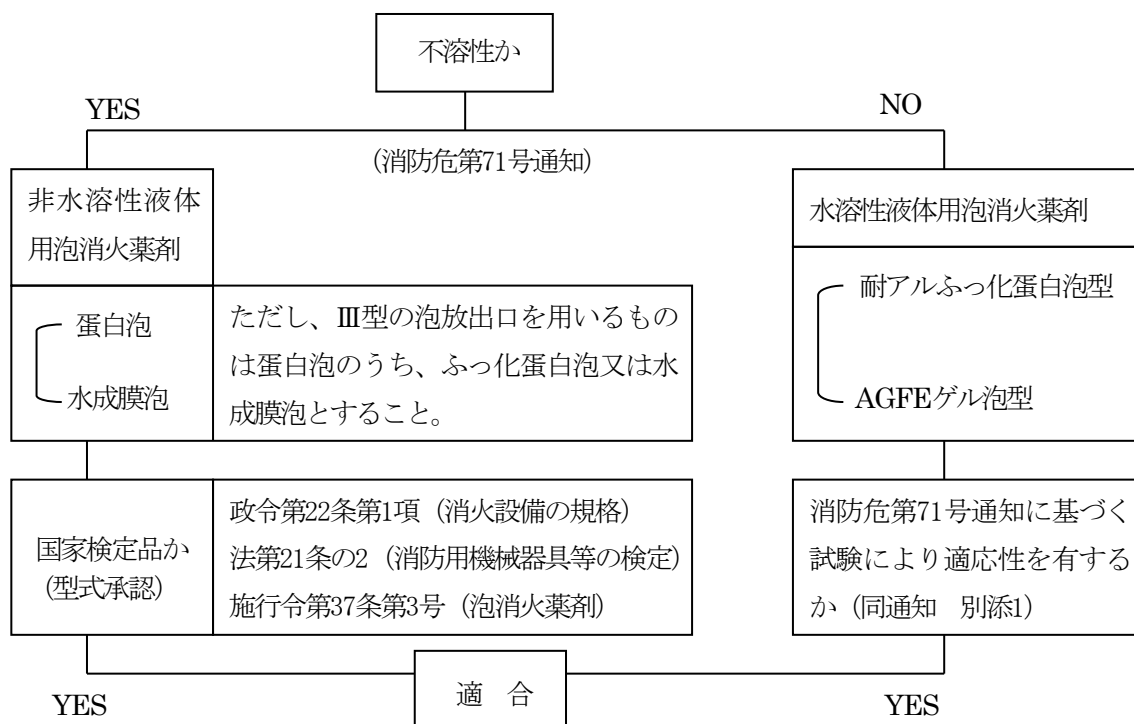 不溶性か
YES
NO
(消防危第71号通知)
非水溶性液体
用泡消火薬剤
蛋白泡
水成膜泡
ただし、Ⅲ型の泡放出口を用いるもの
は蛋白泡のうち、ふっ化蛋白泡又は水
成膜泡とすること。
水溶性液体用泡消火薬剤
耐アルふっ化蛋白泡型
AGFEゲル泡型
国家検定品か
(型式承認)
政令第22条第1項（消火設備の規格）
法第21条の2（消防用機械器具等の検定）
施行令第37条第3号（泡消火薬剤）
消防危第71号通知に基づく
試験により適応性を有する
か（同通知　別添1）
YES
適　合
YES